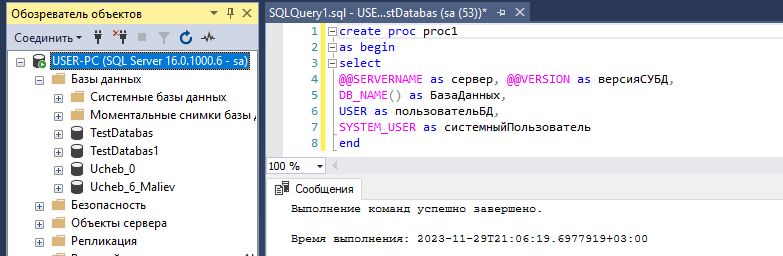 Обозреватель объектов
Соединить
USER-PC (SQL Server 16.0.1000.6 - sa)
Базы данных
Системные базы данных
Моментальные снимки базы
TestDatabas
TestDatabas1
Ucheb_0
Ucheb_6_Maliev
Безопасность
Объекты сервера
Репликация
SQLQuery1.sql - USE...stDatabas (sa (53))*
1 create proc proc1
2 as begin
3 select
4 @@SERVERNAME as сервер, @@VERSION as версияСУБД,
5 DB_NAME() as БазаДанных,
6 USER as пользовательБД,
7 SYSTEM_USER as системныйПользователь
8 end
100 %
Сообщения
Выполнение команд успешно завершено.
Время выполнения: 2023-11-29T21:06:19.6977919+03:00